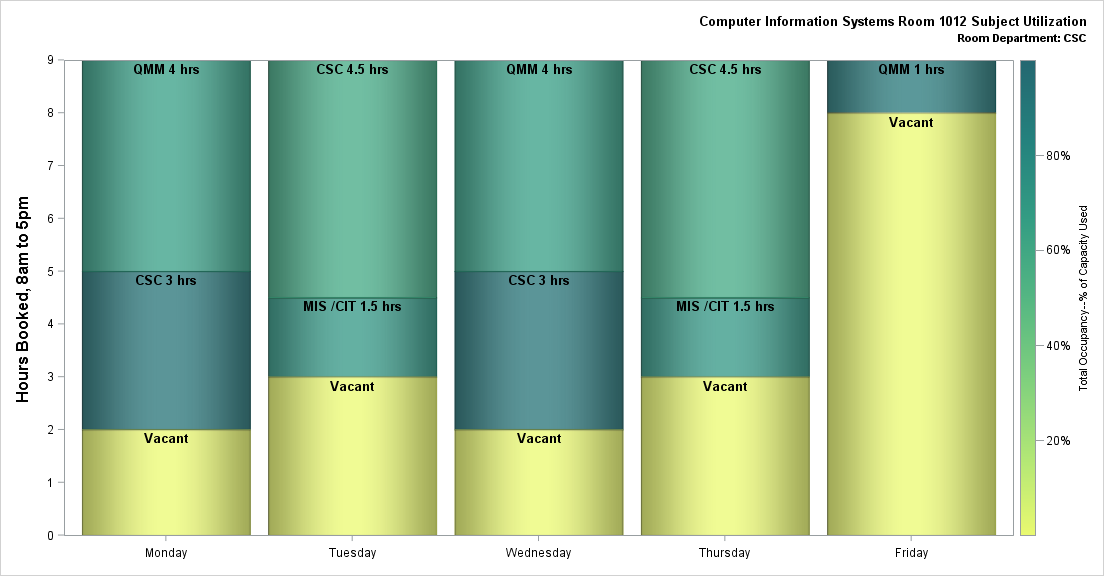 Computer Information Systems Room 1012 Subject Utilization
Room Department: CSC
Hours Booked, 8am to 5pm
9
8
7
6
5
4
3
2
1
0
QMM 4 hrs
CSC 3 hrs
Vacant
CSC 4.5 hrs
MIS /CIT 1.5 hrs
Vacant
QMM 4 hrs
CSC 3 hrs
Vacant
CSC 4.5 hrs
MIS /CIT 1.5 hrs
Vacant
QMM 1 hrs
Vacant
Monday
Tuesday
Wednesday
Thursday
Friday
80%
60%
40%
20%
Total Occupancy--% of Capacity Used